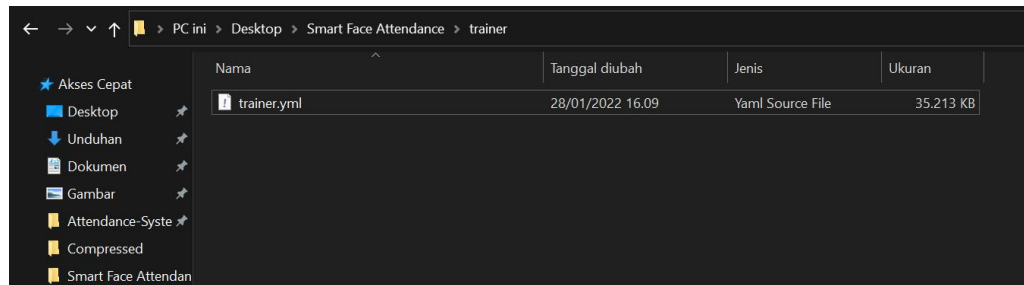 PC ini > Desktop > Smart Face Attendance > trainer
Akses Cepat
Desktop
Unduhan
Dokumen
Gambar
Attendance-Syste
Compressed
Smart Face Attendan
Nama Tanggal diubah Jenis Ukuran
trainer.yml 28/01/2022 16.09 Yaml Source File 35.213 KB